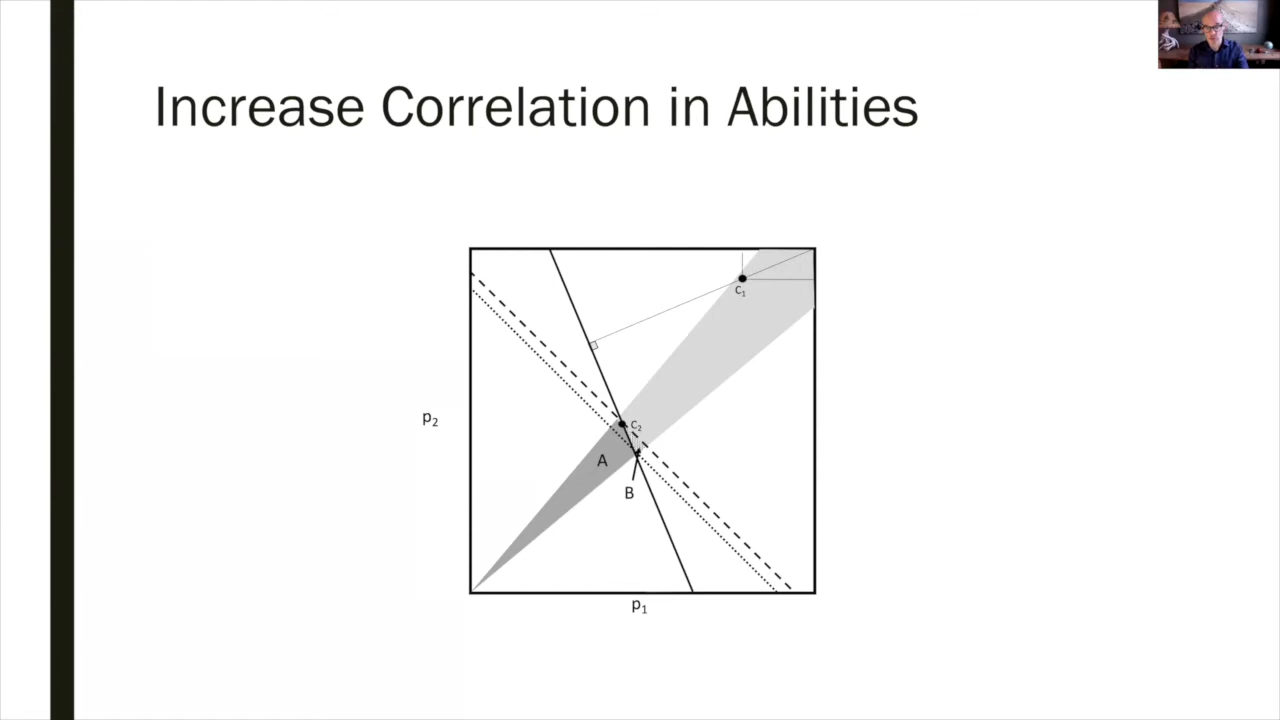 Increase Correlation in Abilities
C₁
p₂
C₂
A
B
p₁